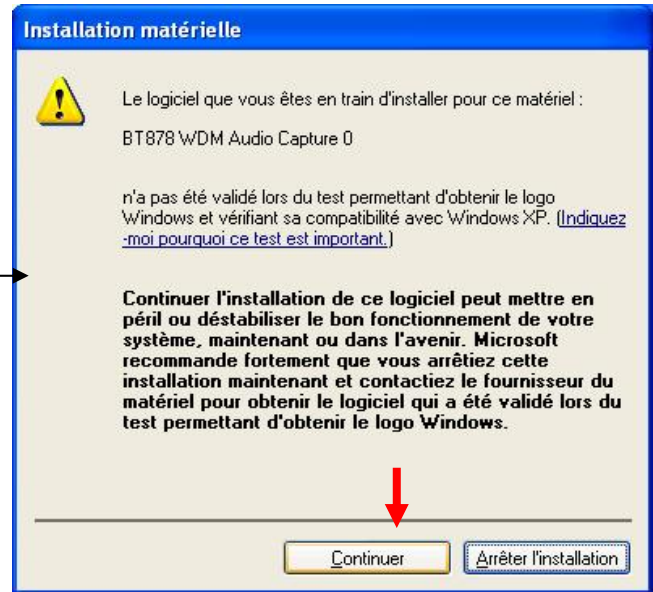 Installation matérielle
Le logiciel que vous êtes en train d'installer pour ce matériel :
BT878 WDM Audio Capture 0
n'a pas été validé lors du test permettant d'obtenir le logo
Windows et vérifiant sa compatibilité avec Windows XP. (Indiquez
-moi pourquoi ce test est important.)
Continuer l'installation de ce logiciel peut mettre en
péril ou déstabiliser le bon fonctionnement de votre
système, maintenant ou dans l'avenir. Microsoft
recommande fortement que vous arrêtiez cette
installation maintenant et contactiez le fournisseur du
matériel pour obtenir le logiciel qui a été validé lors du
test permettant d'obtenir le logo Windows.
Continuer Arrêter l'installation